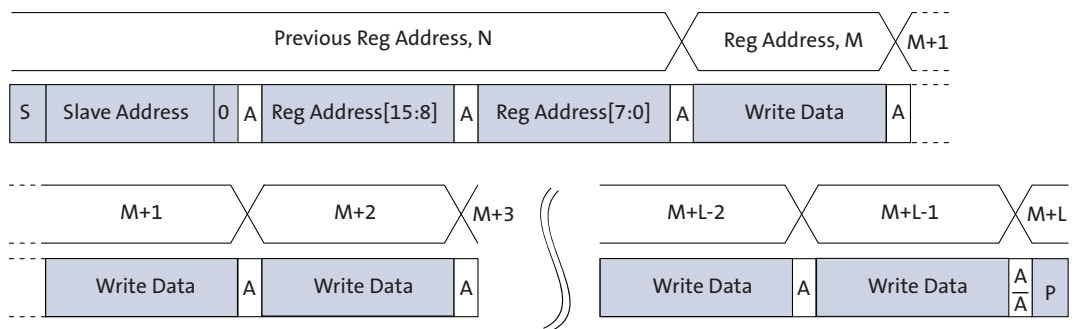 Previous Reg Address, N Reg Address, M M+1
S Slave Address 0 A Reg Address[15:8] A Reg Address[7:0] A Write Data A
M+1 M+2 M+3 M+L-2 M+L-1 M+L
Write Data A Write Data A Write Data A Write Data A/A̅ P